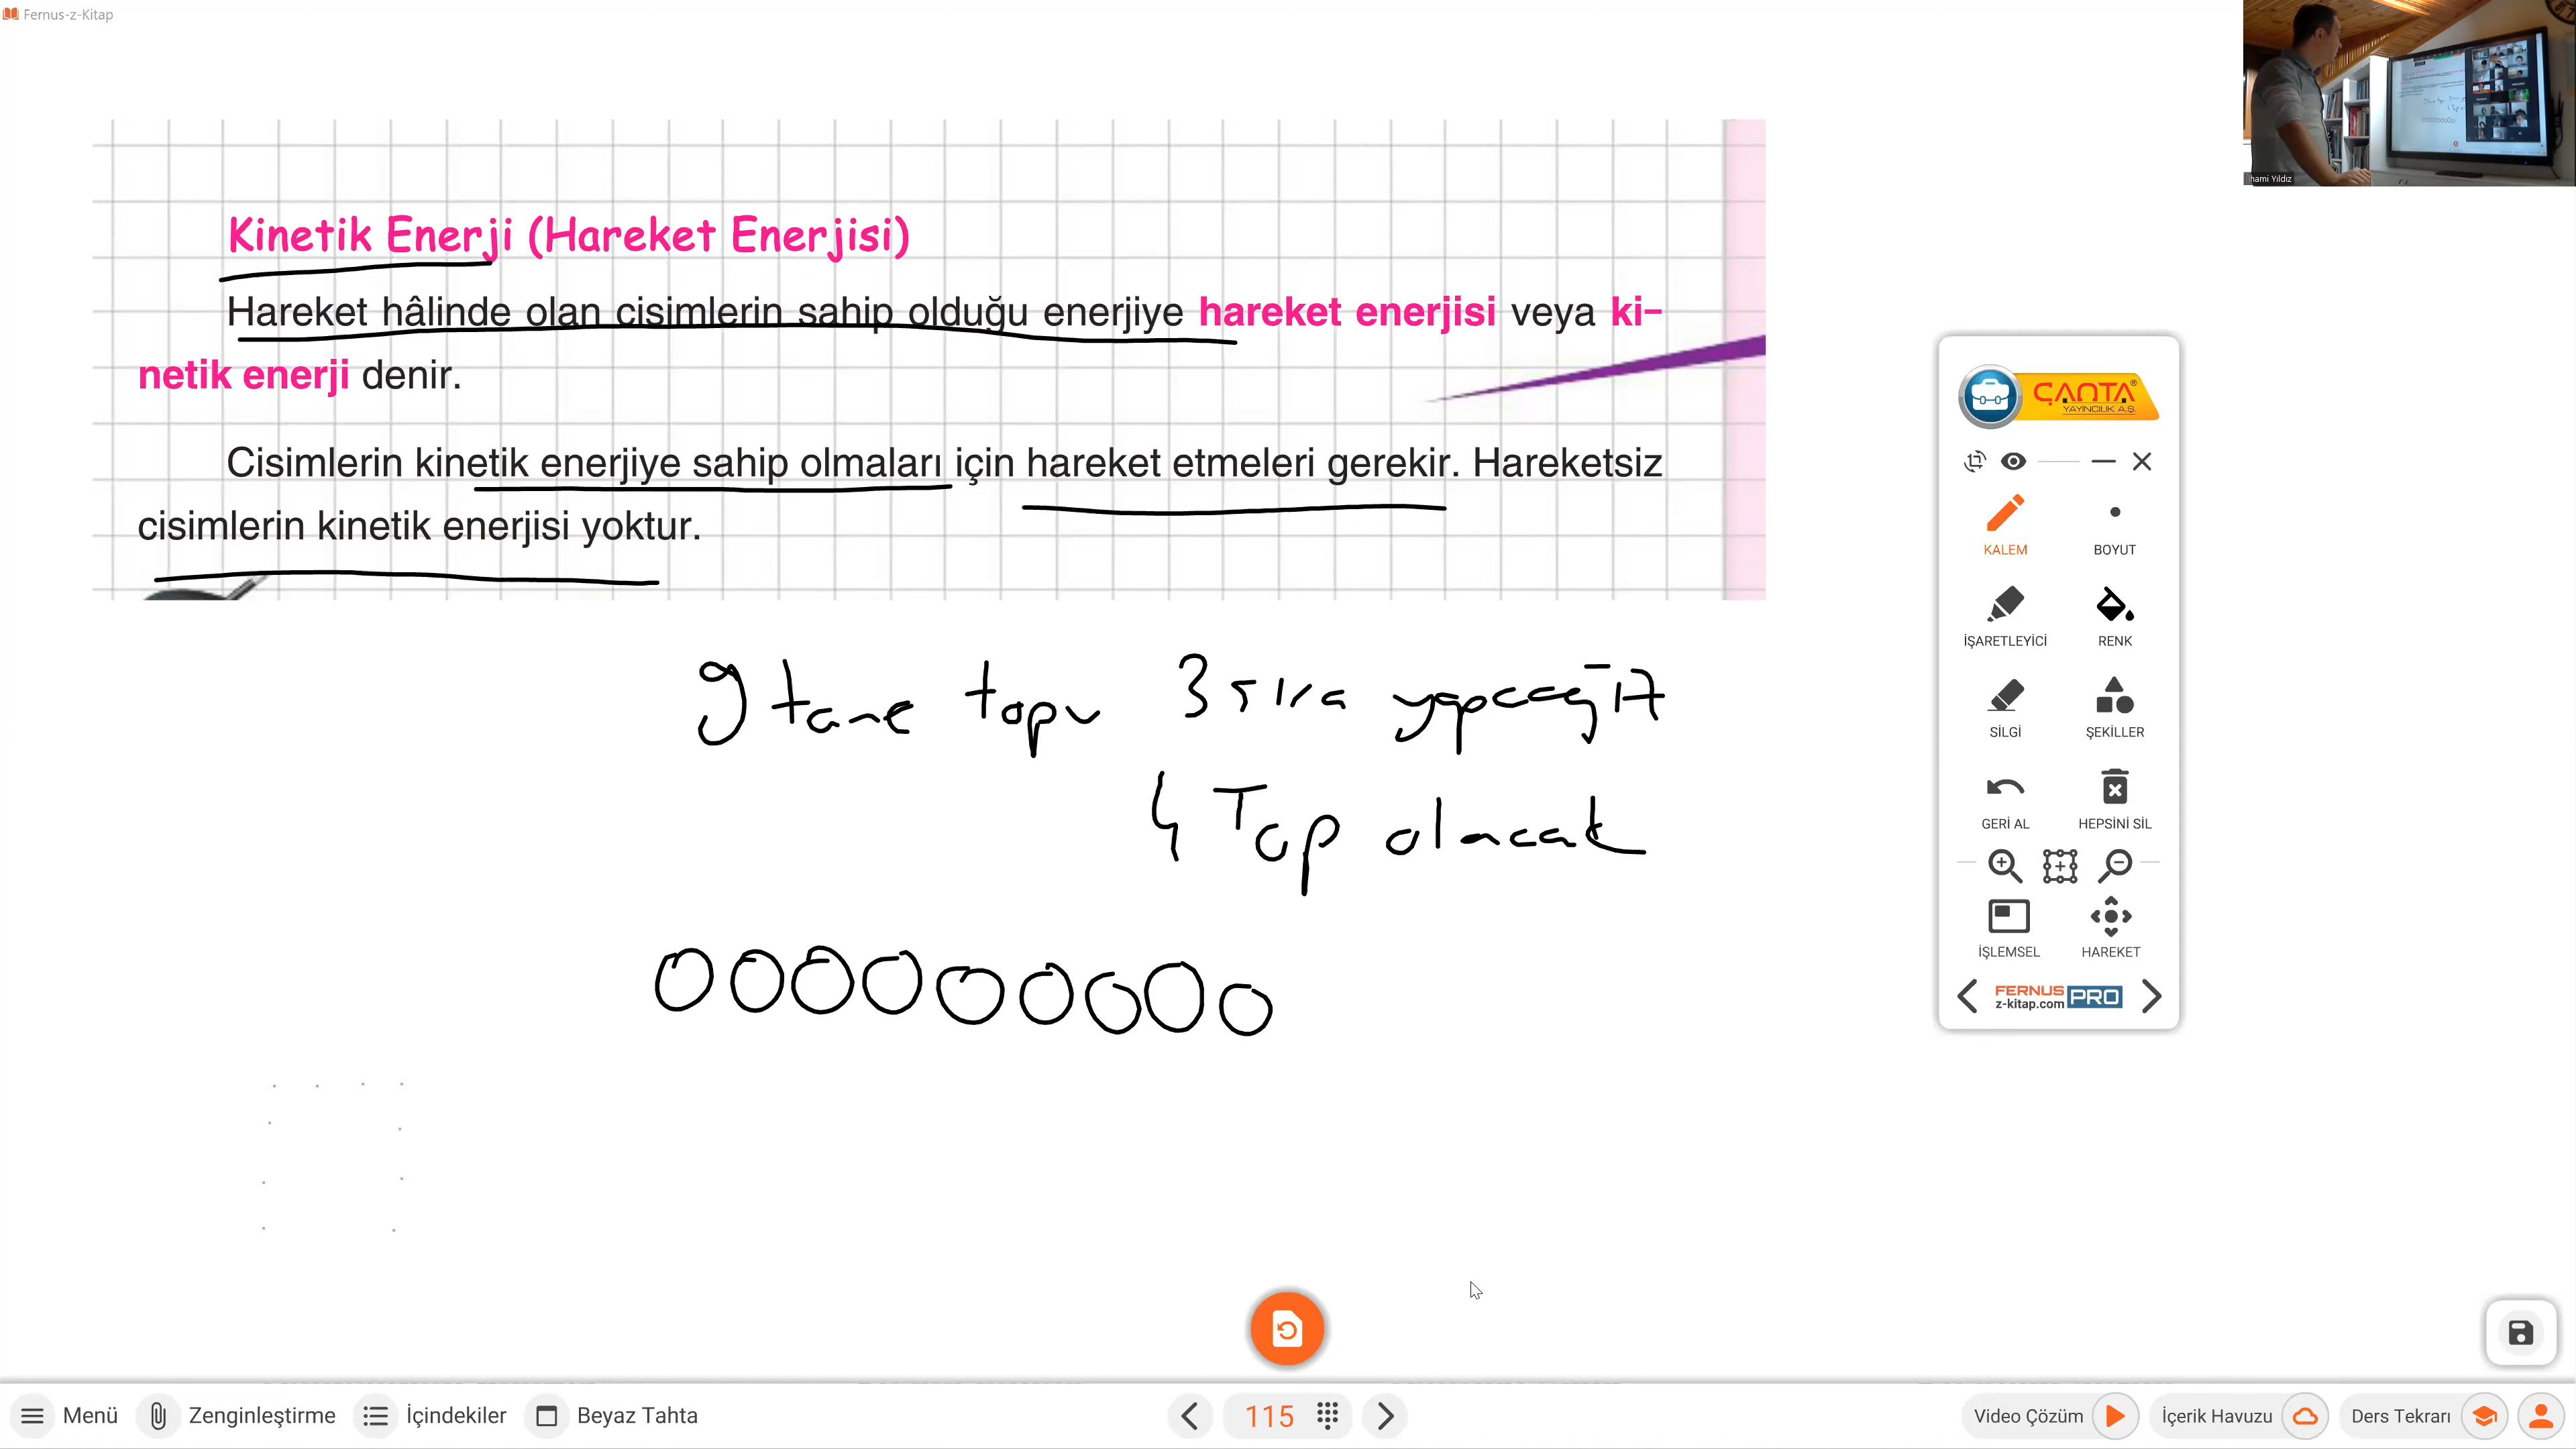 Fernus-z-Kitap
hami Yıldız
Kinetik Enerji (Hareket Enerjisi)
Hareket hâlinde olan cisimlerin sahip olduğu enerjiye hareket enerjisi veya ki-
netik enerji denir.
Cisimlerin kinetik enerjiye sahip olmaları için hareket etmeleri gerekir. Hareketsiz
cisimlerin kinetik enerjisi yoktur.
9 tane topu 3 sıra yapcağız
4 Top olacak
ÇANTA
YAYINCILIK A.Ş.
KALEM BOYUT
İŞARETLEYİCİ RENK
SİLGİ ŞEKİLLER
GERİ AL HEPSİNİ SİL
İŞLEMSEL HAREKET
FERNUS
z-kitap.com PRO
Menü Zenginleştirme İçindekiler Beyaz Tahta 115 Video Çözüm İçerik Havuzu Ders Tekrarı